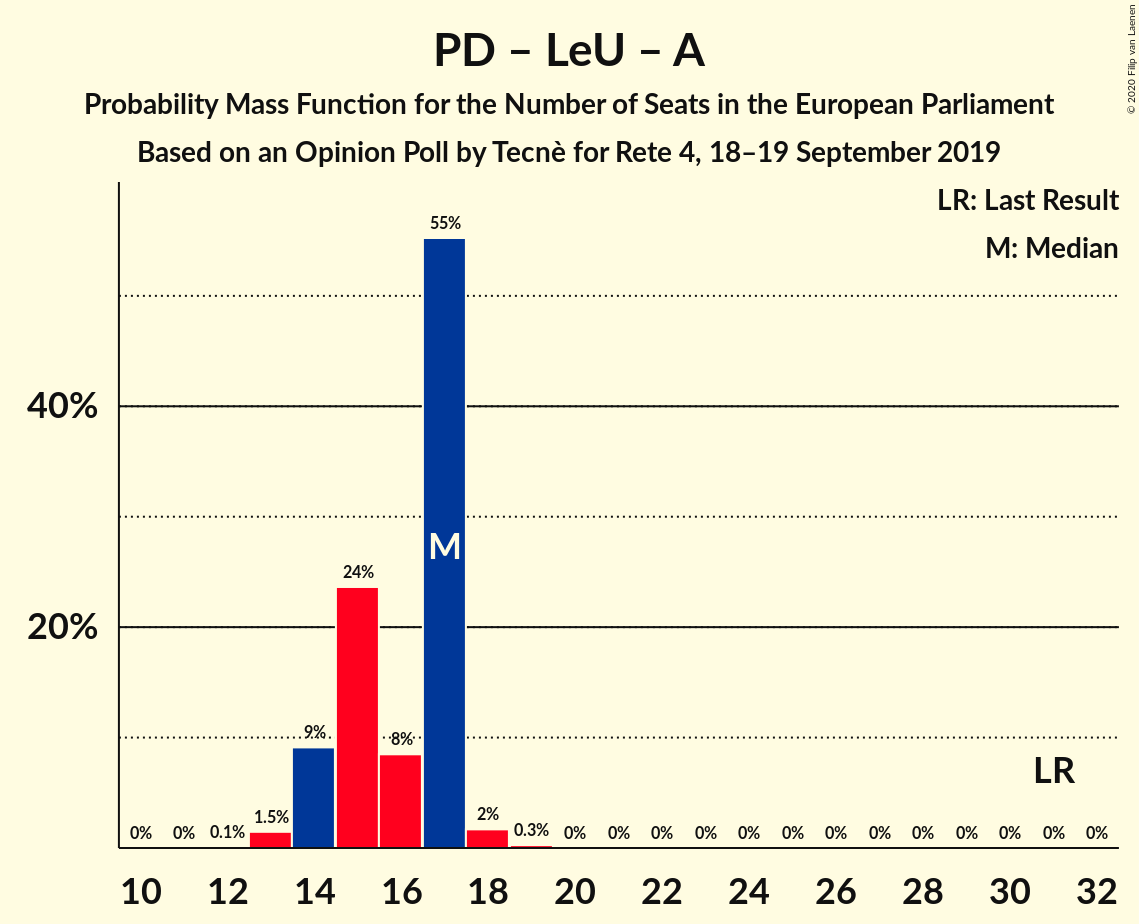 © 2020 Filip van Laenen
PD – LeU – A
Probability Mass Function for the Number of Seats in the European Parliament
Based on an Opinion Poll by Tecnè for Rete 4, 18–19 September 2019
LR: Last Result
M: Median
55%
40%
M
24%
20%
9%
8%
LR
0% 0% 0.1% 1.5% 2% 0.3% 0% 0% 0% 0% 0% 0% 0% 0% 0% 0% 0% 0% 0%
10 12 14 16 18 20 22 24 26 28 30 32